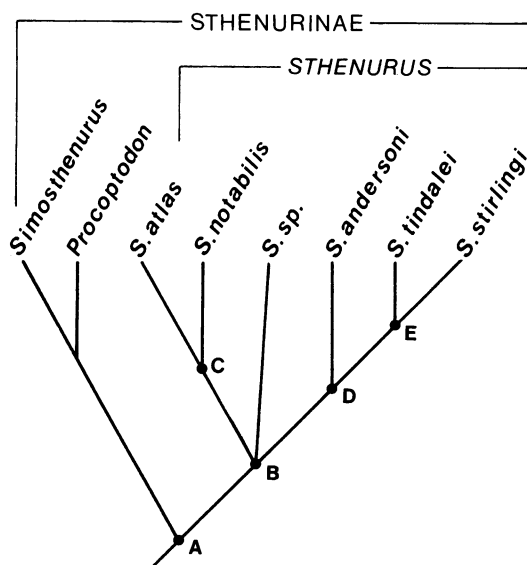 STHENURINAE
STHENURUS
Simosthenurus
Procoptodon
S. atlas
S. notabilis
S. sp.
S. andersoni
S. tindalei
S. stirlingi
E
C
D
B
A